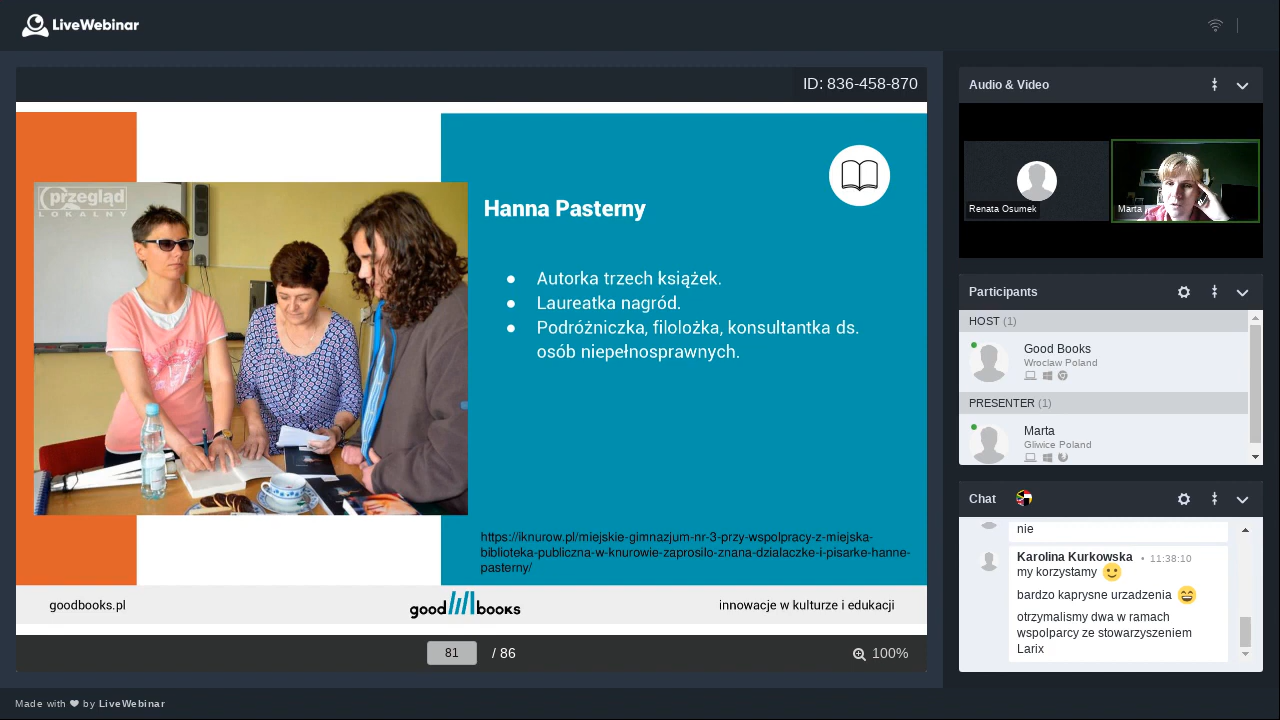 LiveWebinar
ID: 836-458-870
przegląd
LOKALNY
Hanna Pasterny
● Autorka trzech książek.
● Laureatka nagród.
● Podróżniczka, filolożka, konsultantka ds.
osób niepełnosprawnych.
https://iknurow.pl/miejskie-gimnazjum-nr-3-przy-wspolpracy-z-miejska-
biblioteka-publiczna-w-knurowie-zaprosilo-znana-dzialaczke-i-pisarke-hanne-
pasterny/
goodbooks.pl
good books
innowacje w kulturze i edukacji
81 / 86
100%
Audio & Video
Renata Osumek
Marta
Participants
HOST (1)
Good Books
Wroclaw Poland
PRESENTER (1)
Marta
Gliwice Poland
Chat
nie
Karolina Kurkowska • 11:38:10
my korzystamy
bardzo kaprysne urzadzenia
otrzymalismy dwa w ramach
wspolparcy ze stowarzyszeniem
Larix
Made with ❤ by LiveWebinar